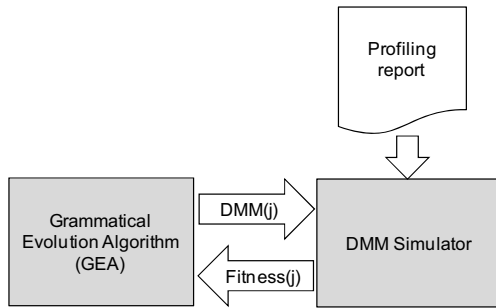 Profiling
report
DMM(j)
Grammatical
Evolution Algorithm
(GEA)
DMM Simulator
Fitness(j)